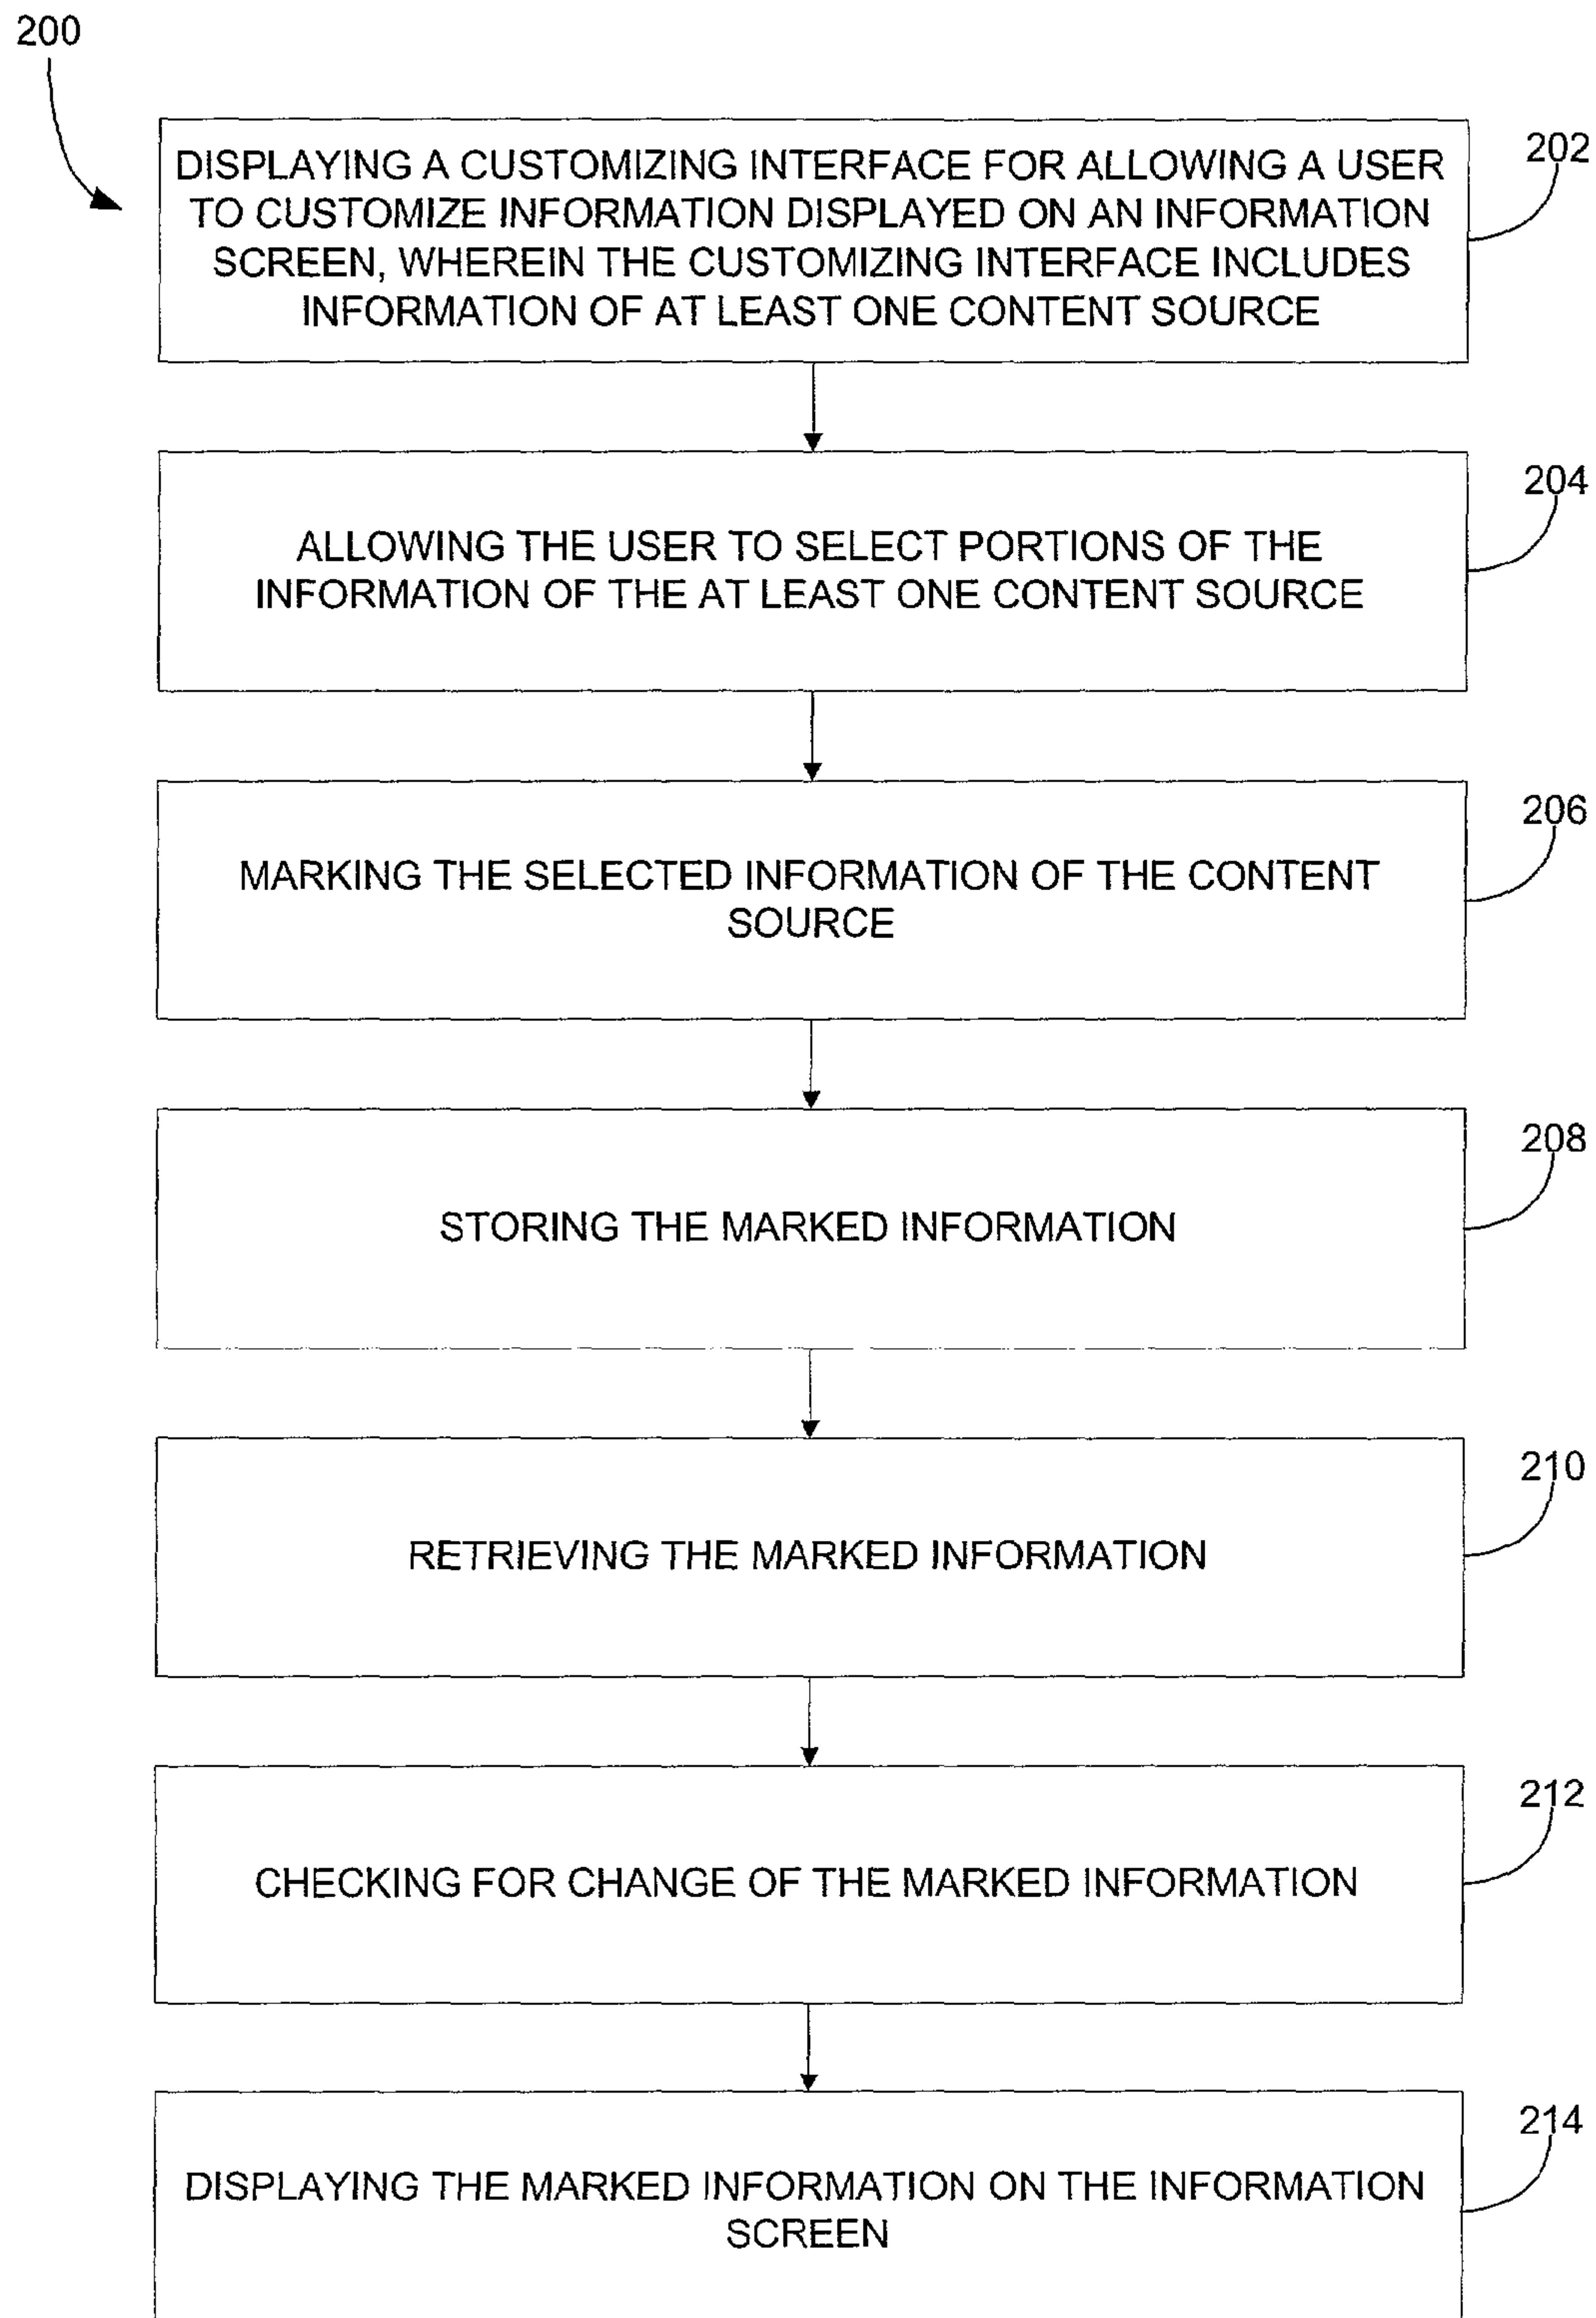 200
DISPLAYING A CUSTOMIZING INTERFACE FOR ALLOWING A USER
TO CUSTOMIZE INFORMATION DISPLAYED ON AN INFORMATION
SCREEN, WHEREIN THE CUSTOMIZING INTERFACE INCLUDES
INFORMATION OF AT LEAST ONE CONTENT SOURCE
202
ALLOWING THE USER TO SELECT PORTIONS OF THE
INFORMATION OF THE AT LEAST ONE CONTENT SOURCE
204
MARKING THE SELECTED INFORMATION OF THE CONTENT
SOURCE
206
STORING THE MARKED INFORMATION
208
RETRIEVING THE MARKED INFORMATION
210
CHECKING FOR CHANGE OF THE MARKED INFORMATION
212
DISPLAYING THE MARKED INFORMATION ON THE INFORMATION
SCREEN
214